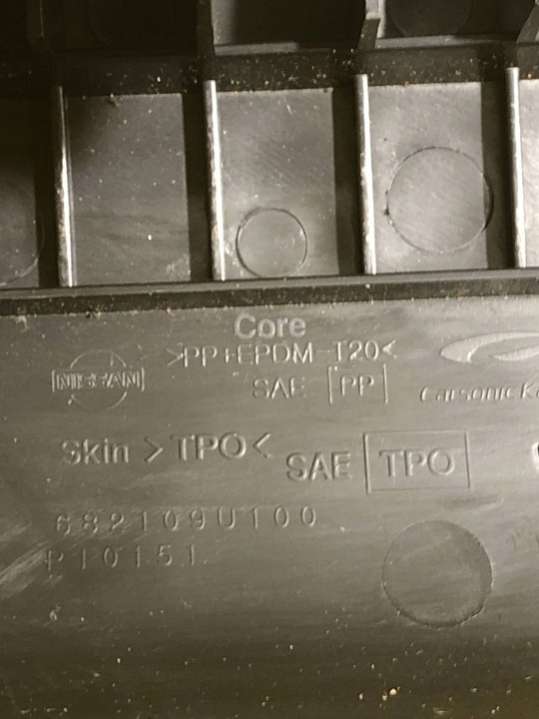 Core
>PP+EPDM-T20<
NISSAN
SAE PP
Skin >TPO<
SAE TPO
682109U100
P10151